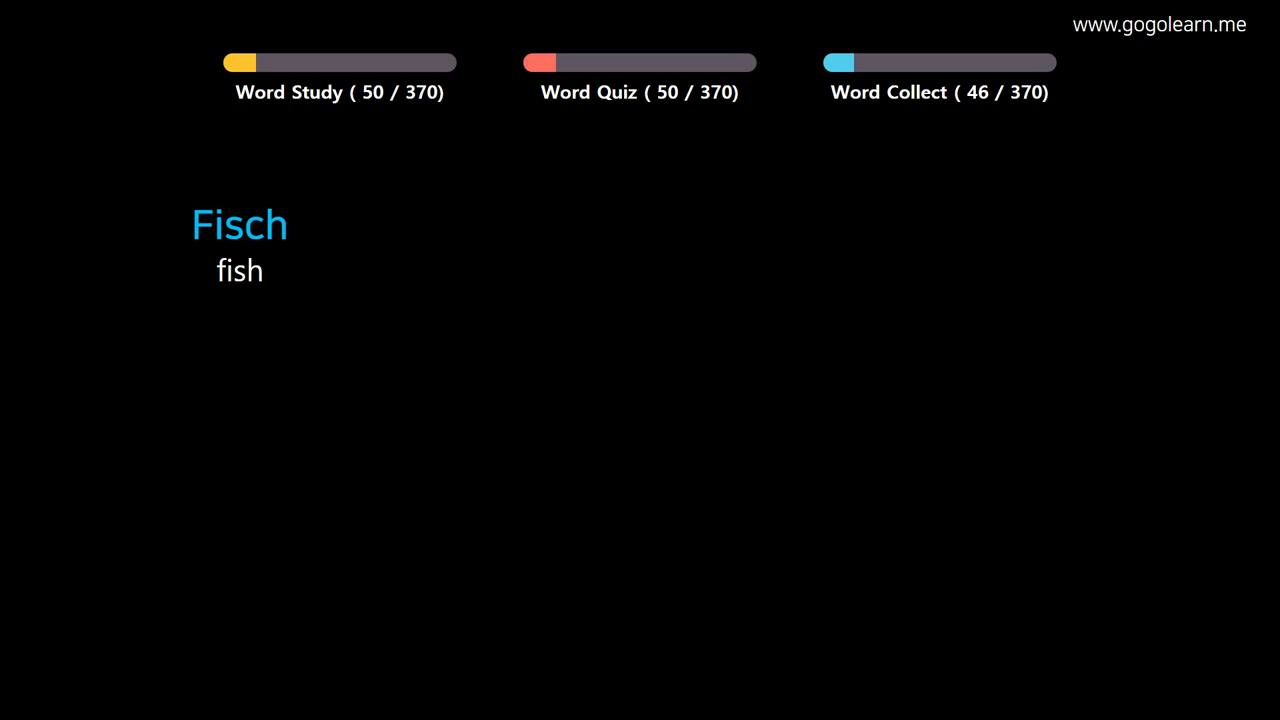 www.gogolearn.me
Word Study ( 50 / 370)
Word Quiz ( 50 / 370)
Word Collect ( 46 / 370)
Fisch
fish